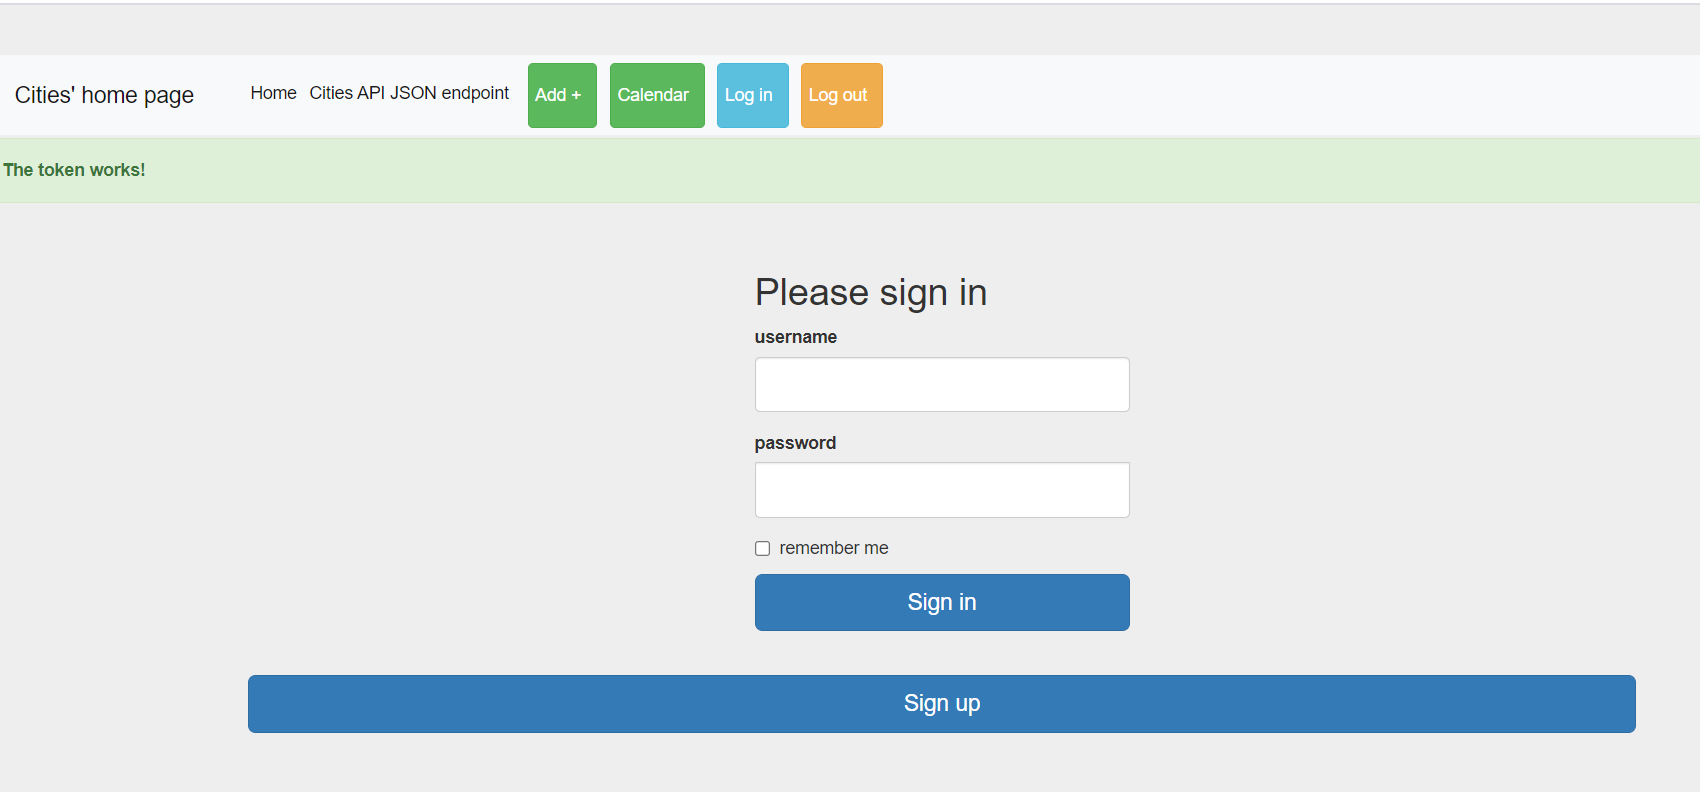 Cities' home page Home Cities API JSON endpoint Add + Calendar Log in Log out
The token works!
Please sign in
username
password
remember me
Sign in
Sign up